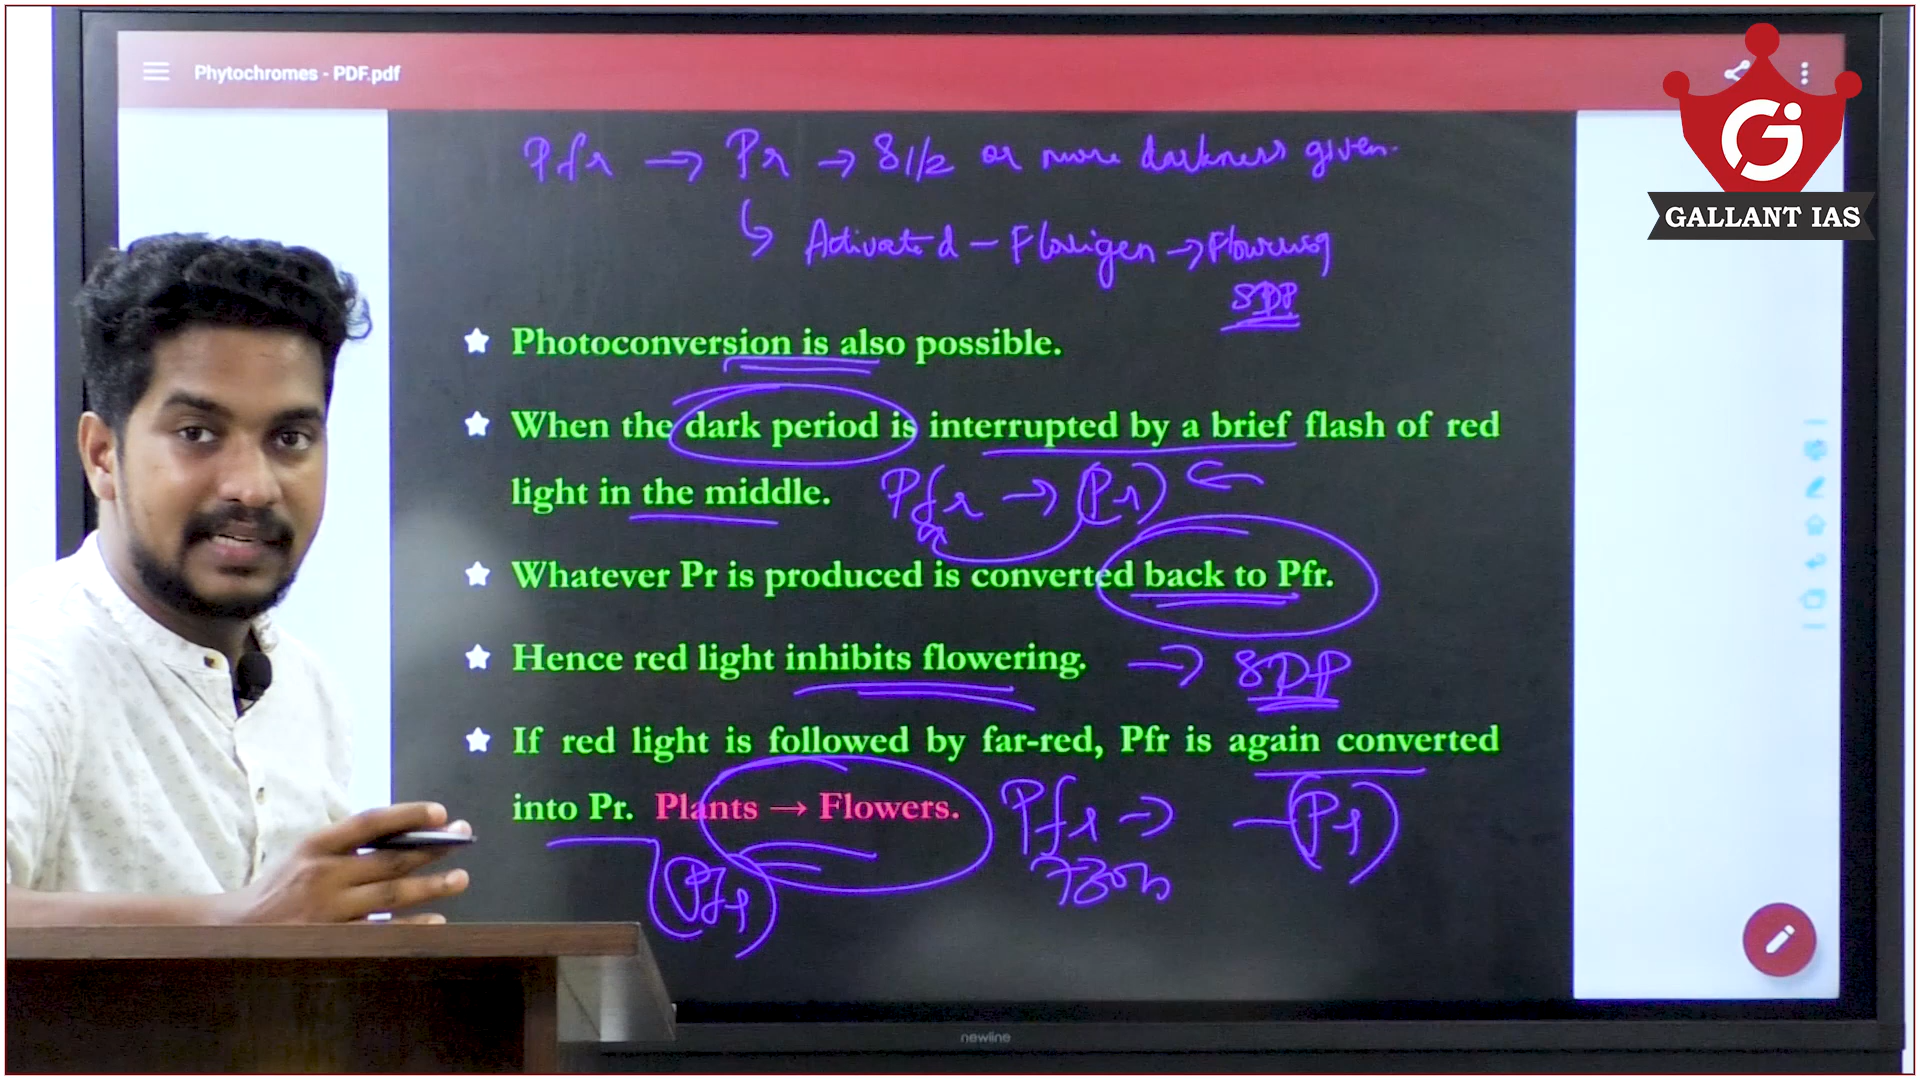 Phytochromes - PDF.pdf
GALLANT IAS
Pfr → Pr → 8 1/2 or more darkness given.
↳ Activated - Florigen → Flowering
SDP
★ Photoconversion is also possible.
★ When the dark period is interrupted by a brief flash of red
light in the middle. Pfr → (Pr) ←
★ Whatever Pr is produced is converted back to Pfr.
★ Hence red light inhibits flowering. → SDP
★ If red light is followed by far-red, Pfr is again converted
into Pr. Plants → Flowers. Pfr → (Pr)
(Pfr)
newline